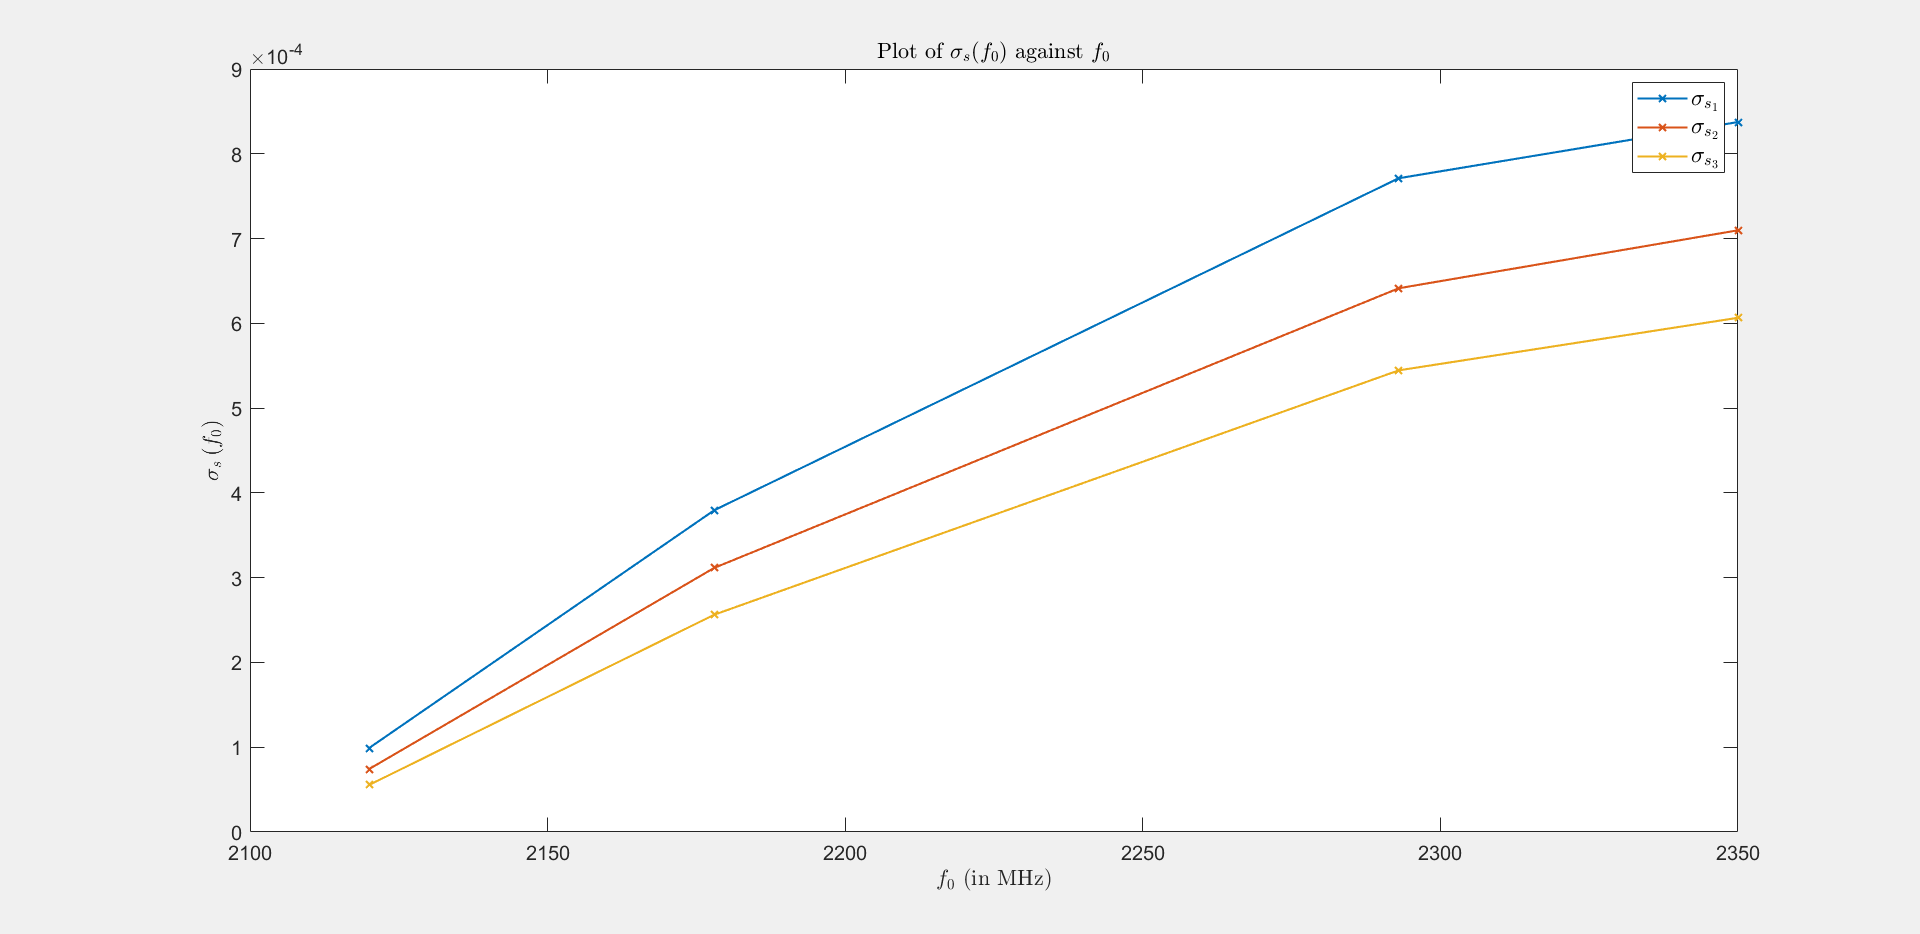 Plot of σₛ(f₀) against f₀
×10⁻⁴
9
8
7
6
5
4
3
2
1
0
σₛ (f₀)
2100 2150 2200 2250 2300 2350
f₀ (in MHz)
σₛ₁
σₛ₂
σₛ₃